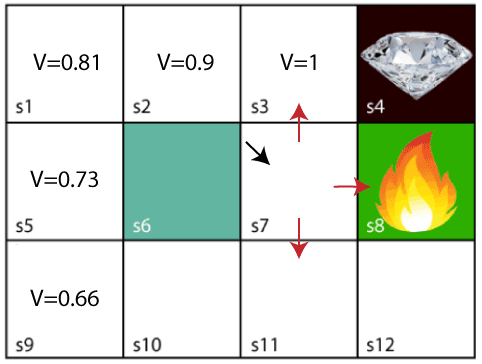 V=0.81
V=0.9
V=1
s1
s2
s3
s4
V=0.73
s5
s6
s7
s8
V=0.66
s9
s10
s11
s12